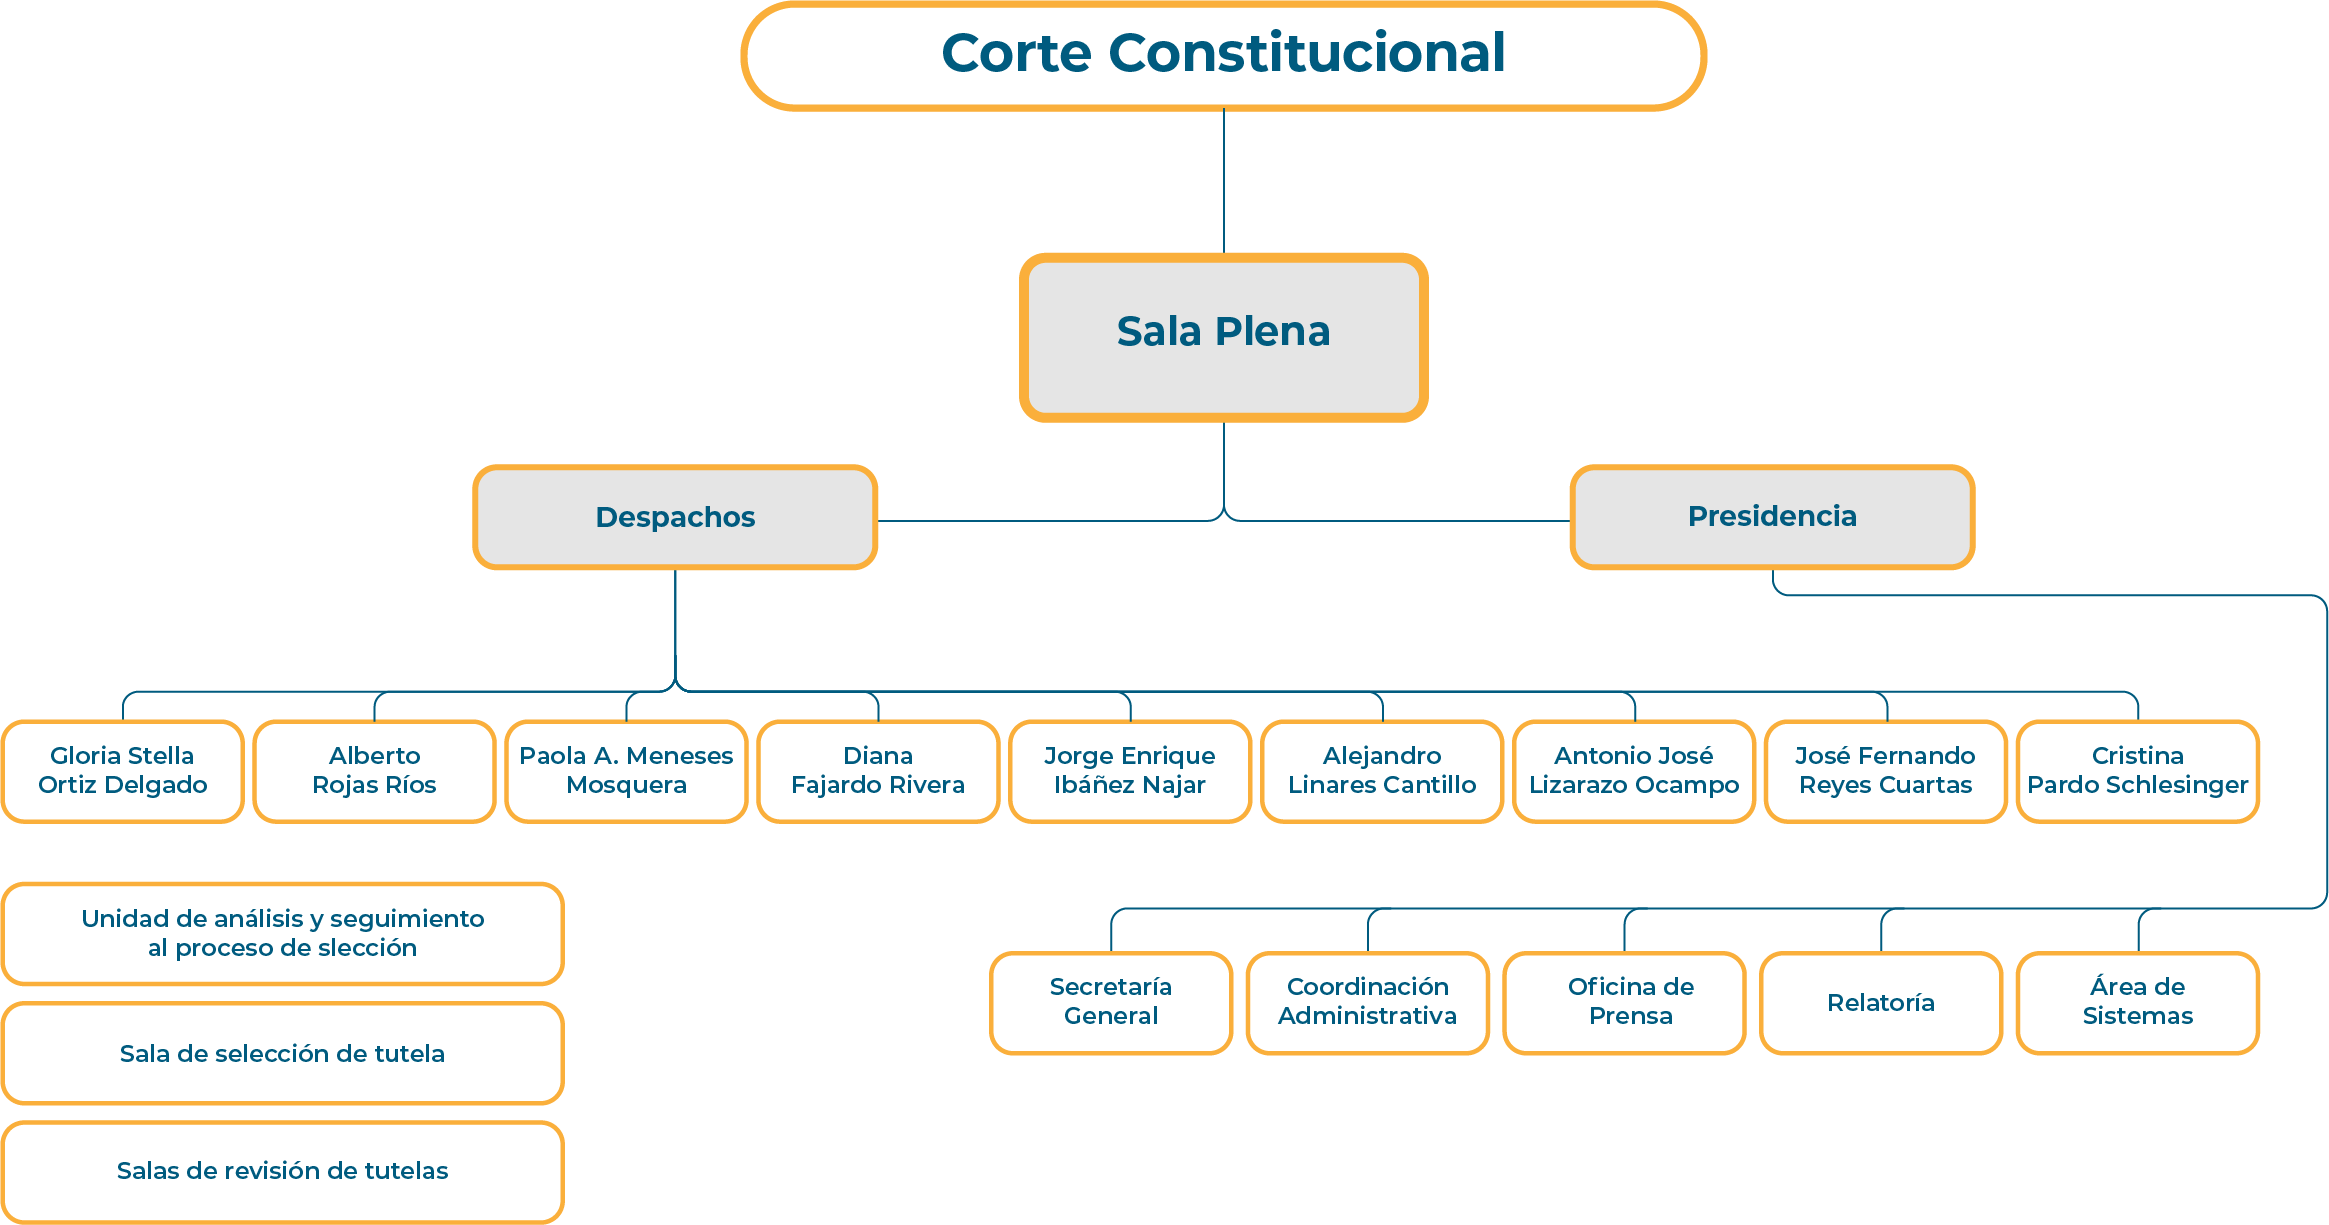 Corte Constitucional
Sala Plena
Despachos
Presidencia
Gloria Stella
Ortiz Delgado
Alberto
Rojas Ríos
Paola A. Meneses
Mosquera
Diana
Fajardo Rivera
Jorge Enrique
Ibáñez Najar
Alejandro
Linares Cantillo
Antonio José
Lizarazo Ocampo
José Fernando
Reyes Cuartas
Cristina
Pardo Schlesinger
Unidad de análisis y seguimiento
al proceso de slección
Sala de selección de tutela
Salas de revisión de tutelas
Secretaría
General
Coordinación
Administrativa
Oficina de
Prensa
Relatoría
Área de
Sistemas